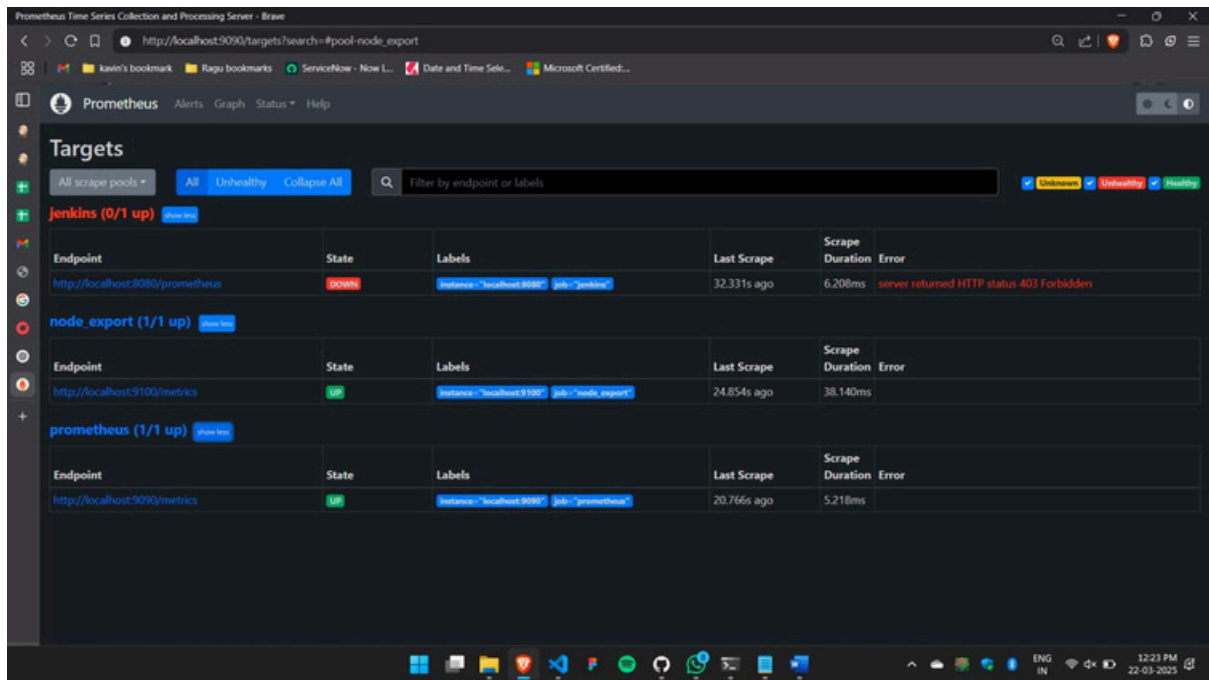 Prometheus Time Series Collection and Processing Server - Brave
http://localhost:9090/targets?search=#pool-node_export
kavin's bookmark Ragu bookmarks ServiceNow - Now L... Date and Time Sele... Microsoft Certified:...
Prometheus Alerts Graph Status Help
Targets
All scrape pools All Unhealthy Collapse All Filter by endpoint or labels Unknown Unhealthy Healthy
jenkins (0/1 up) show less
Endpoint State Labels Last Scrape Scrape Duration Error
http://localhost:8080/prometheus DOWN instance="localhost:8080" job="jenkins" 32.331s ago 6.208ms server returned HTTP status 403 Forbidden
node_export (1/1 up) show less
Endpoint State Labels Last Scrape Scrape Duration Error
http://localhost:9100/metrics UP instance="localhost:9100" job="node_export" 24.854s ago 38.140ms
prometheus (1/1 up) show less
Endpoint State Labels Last Scrape Scrape Duration Error
http://localhost:9090/metrics UP instance="localhost:9090" job="prometheus" 20.766s ago 5.218ms
ENG 12:23 PM
IN 22-03-2025